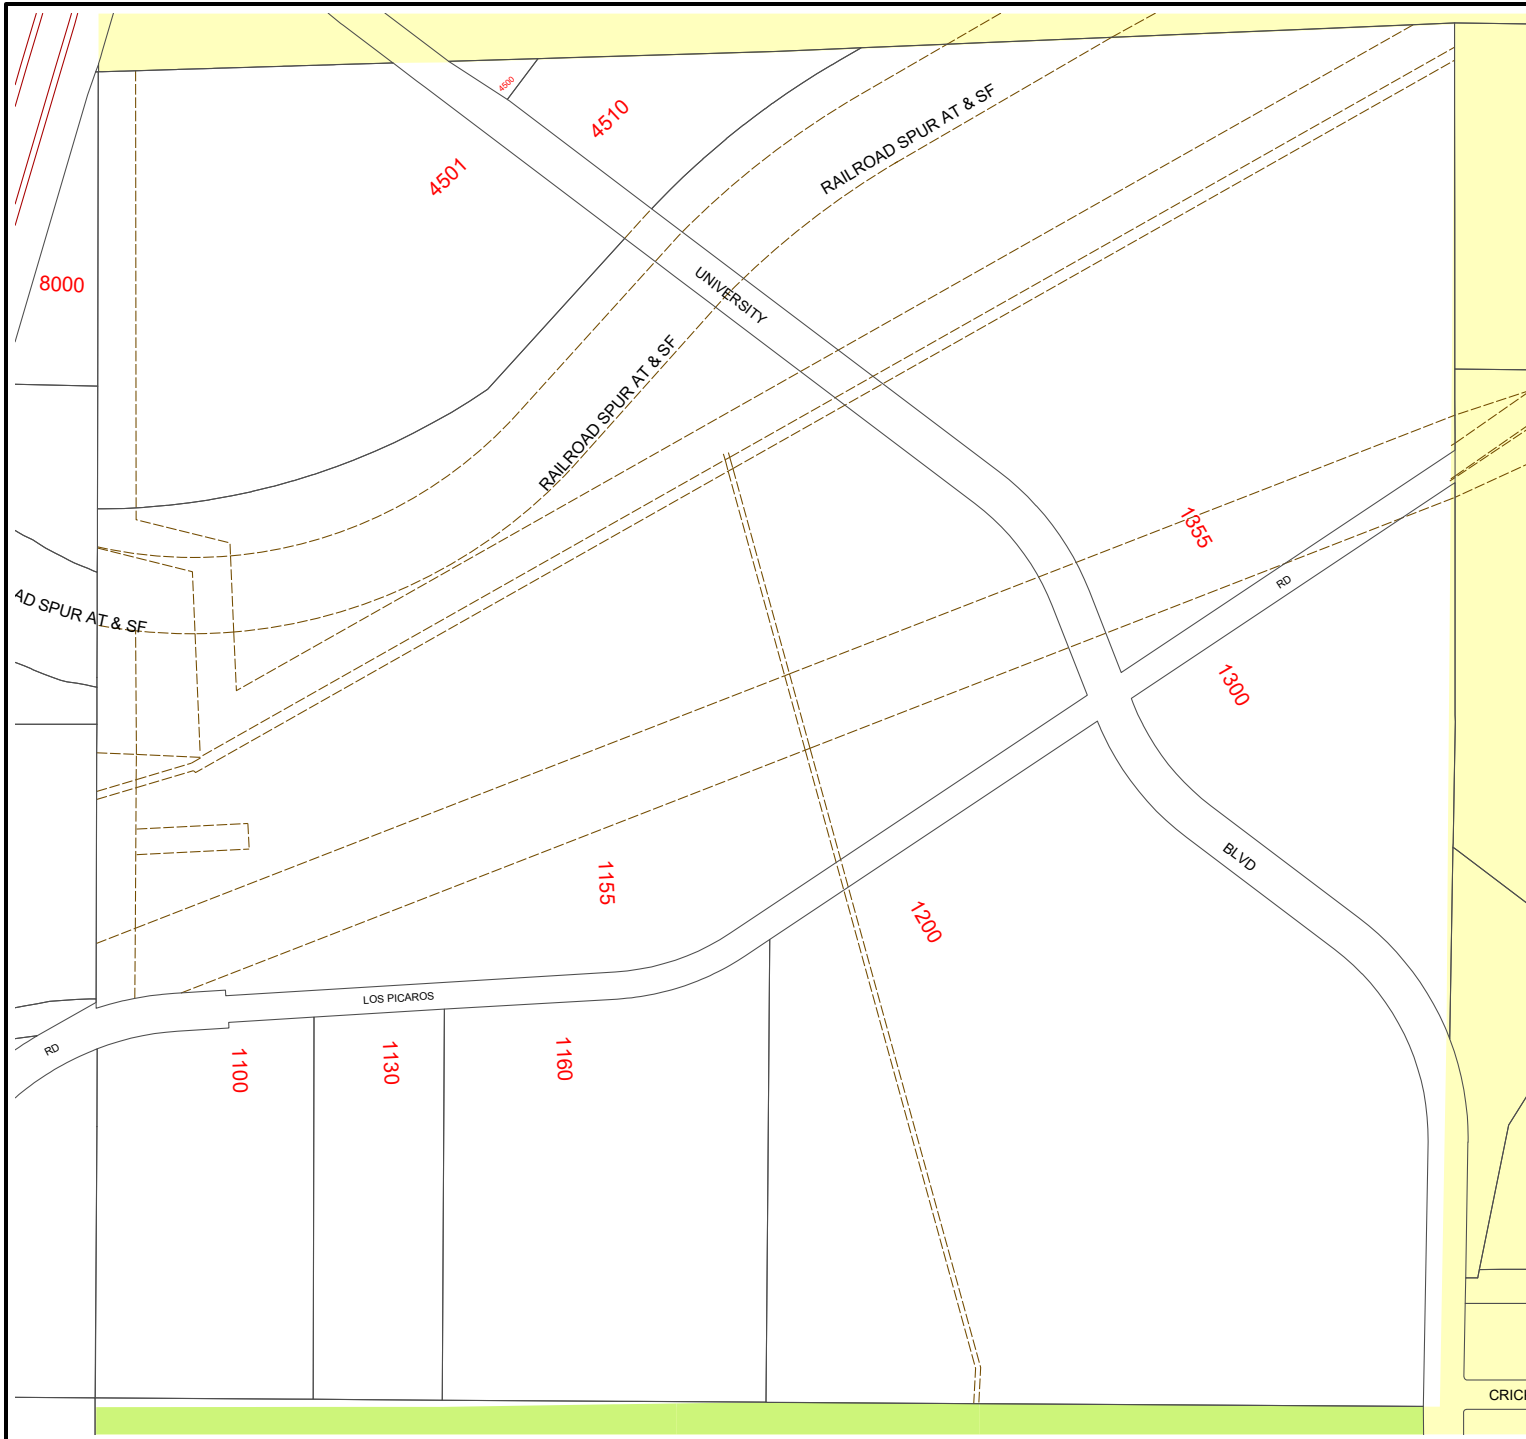 4500
4510
RAILROAD SPUR AT & SF
4501
8000
UNIVERSITY
RAILROAD SPUR AT & SF
1355
RD
AD SPUR AT & SF
1300
BLVD
1155
1200
LOS PICAROS
RD
1100
1130
1160
CRICK